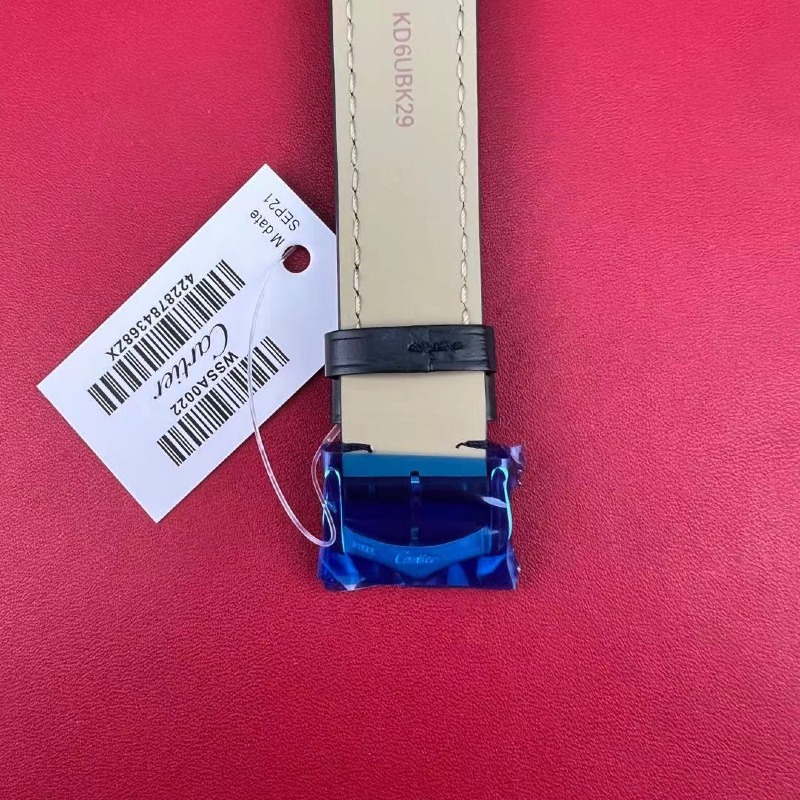 KD6UBK29
M date
SEP21
4228784368ZX
Cartier
WSSA0022
Cartier